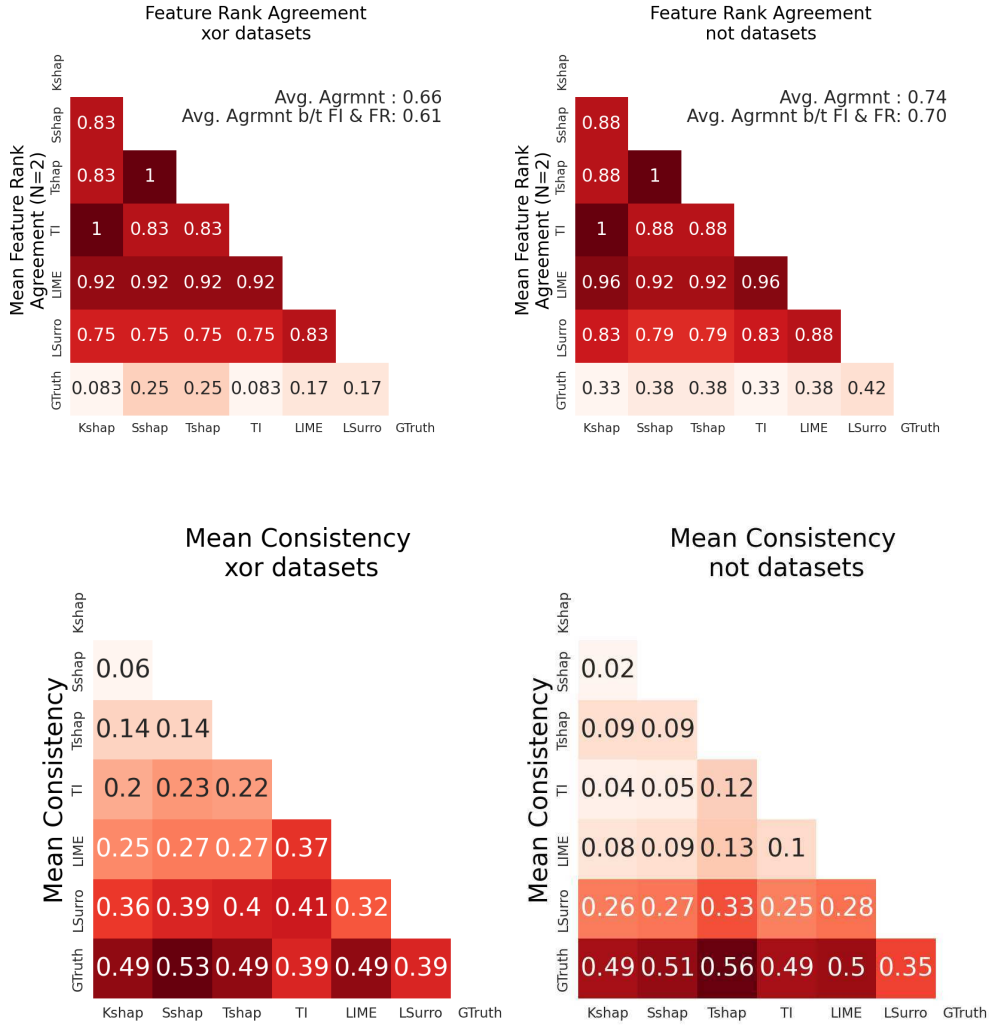 Feature Rank Agreement
xor datasets
Mean Feature Rank
Agreement (N=2)
Avg. Agrmnt : 0.66
Avg. Agrmnt b/t FI & FR: 0.61
Kshap
Sshap 0.83
Tshap 0.83 1
TI 1 0.83 0.83
LIME 0.92 0.92 0.92 0.92
LSurro 0.75 0.75 0.75 0.75 0.83
GTruth 0.083 0.25 0.25 0.083 0.17 0.17
Kshap Sshap Tshap TI LIME LSurro GTruth
Feature Rank Agreement
not datasets
Mean Feature Rank
Agreement (N=2)
Avg. Agrmnt : 0.74
Avg. Agrmnt b/t FI & FR: 0.70
Kshap
Sshap 0.88
Tshap 0.88 1
TI 1 0.88 0.88
LIME 0.96 0.92 0.92 0.96
LSurro 0.83 0.79 0.79 0.83 0.88
GTruth 0.33 0.38 0.38 0.33 0.38 0.42
Kshap Sshap Tshap TI LIME LSurro GTruth
Mean Consistency
xor datasets
Mean Consistency
Kshap
Sshap 0.06
Tshap 0.14 0.14
TI 0.2 0.23 0.22
LIME 0.25 0.27 0.27 0.37
LSurro 0.36 0.39 0.4 0.41 0.32
GTruth 0.49 0.53 0.49 0.39 0.49 0.39
Kshap Sshap Tshap TI LIME LSurro GTruth
Mean Consistency
not datasets
Mean Consistency
Kshap
Sshap 0.02
Tshap 0.09 0.09
TI 0.04 0.05 0.12
LIME 0.08 0.09 0.13 0.1
LSurro 0.26 0.27 0.33 0.25 0.28
GTruth 0.49 0.51 0.56 0.49 0.5 0.35
Kshap Sshap Tshap TI LIME LSurro GTruth